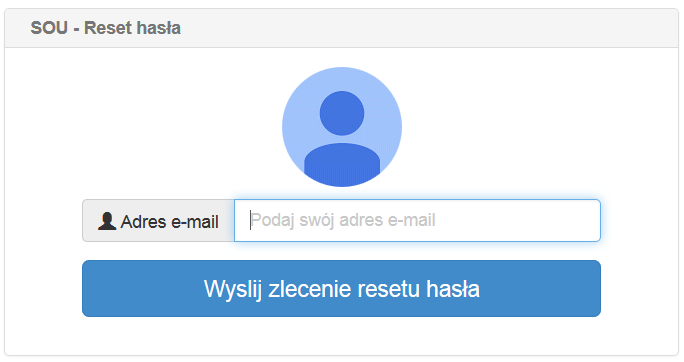 SOU - Reset hasła
Adres e-mail
Podaj swój adres e-mail
Wyslij zlecenie resetu hasła